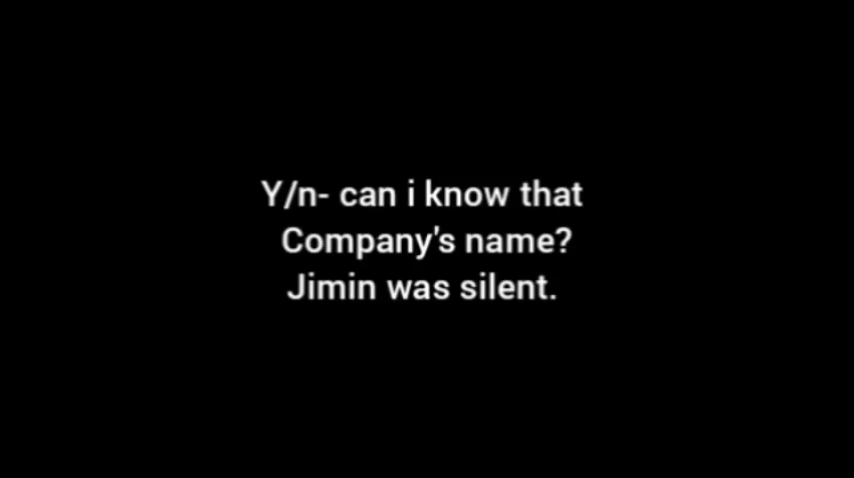 Y/n- can i know that
Company's name?
Jimin was silent.